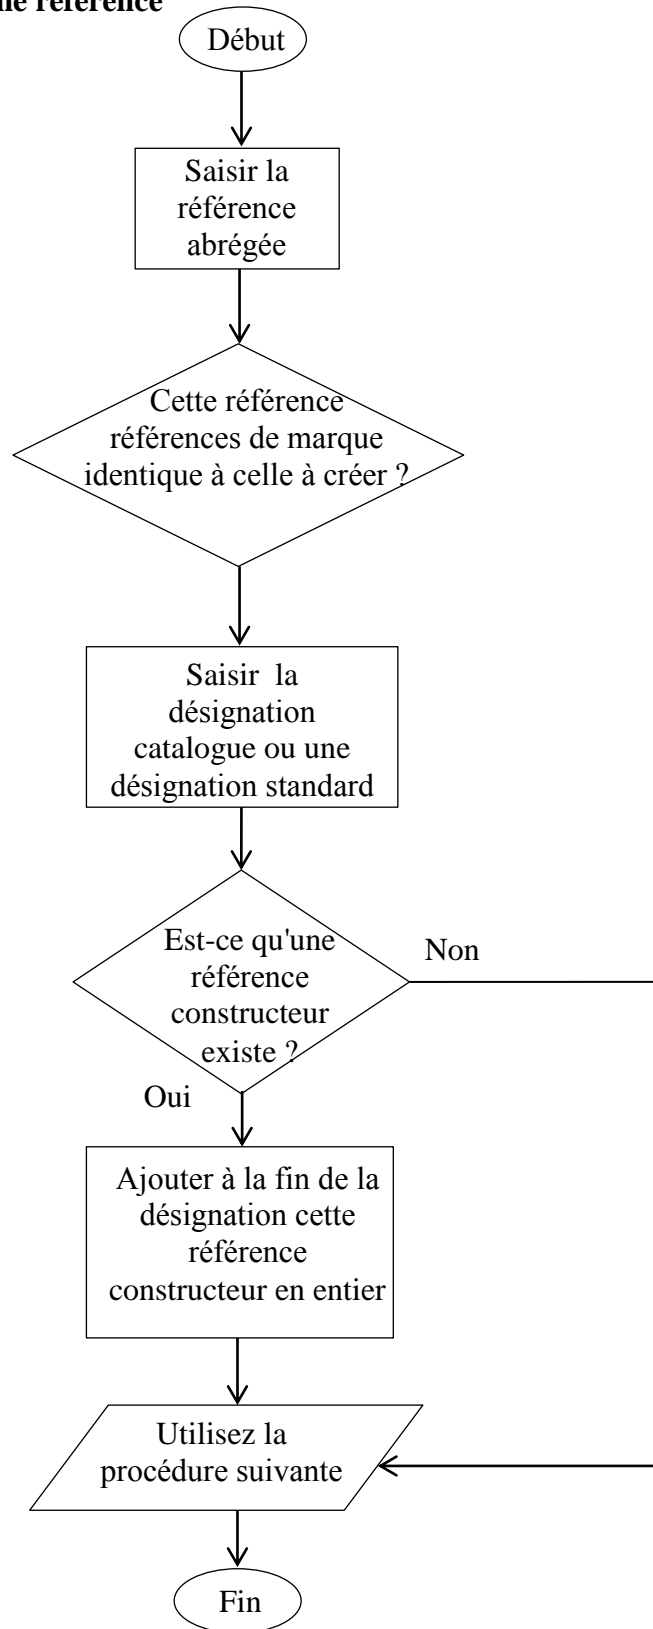 ne référence
Début
Saisir la
référence
abrégée
Cette référence
références de marque
identique à celle à créer ?
Saisir la
désignation
catalogue ou une
désignation standard
Est-ce qu'une
référence
constructeur
existe ?
Non
Oui
Ajouter à la fin de la
désignation cette
référence
constructeur en entier
Utilisez la
procédure suivante
Fin